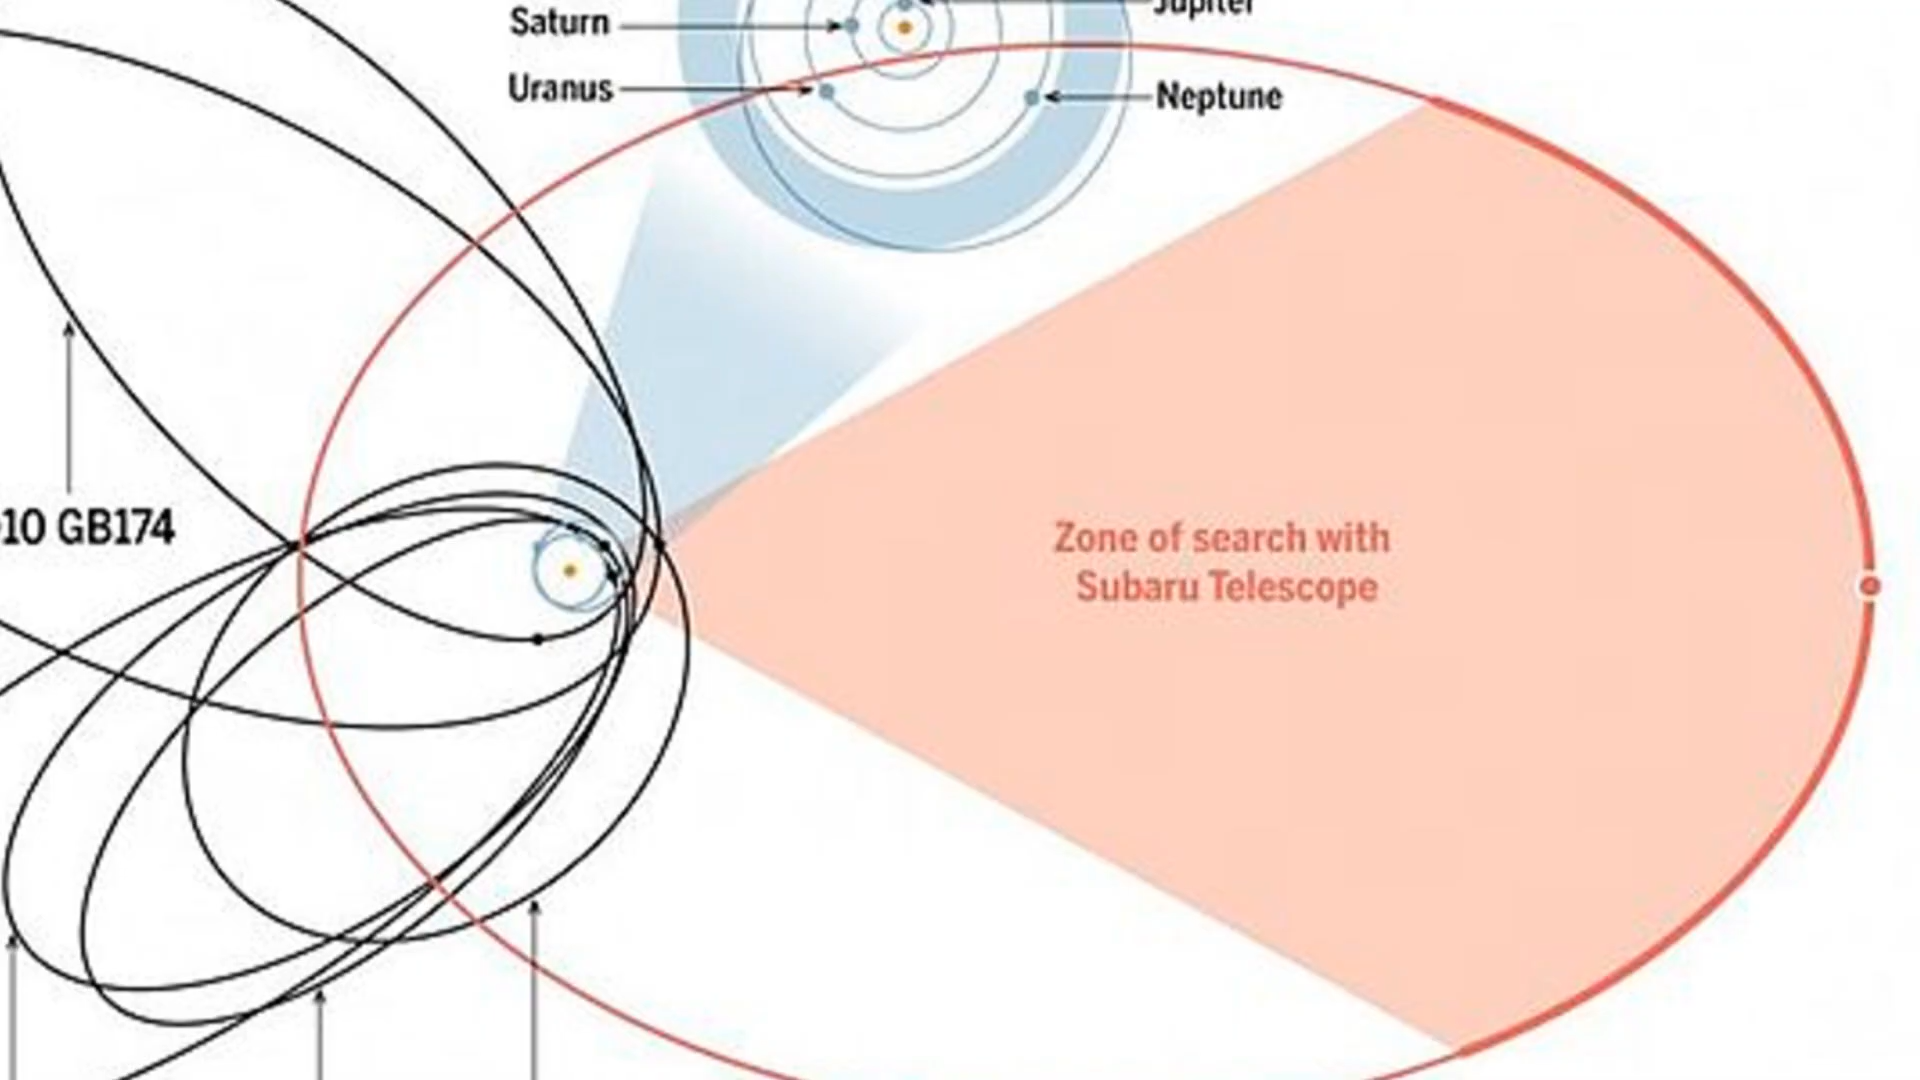 Jupiter
Saturn
Uranus
Neptune
10 GB174
Zone of search with
Subaru Telescope